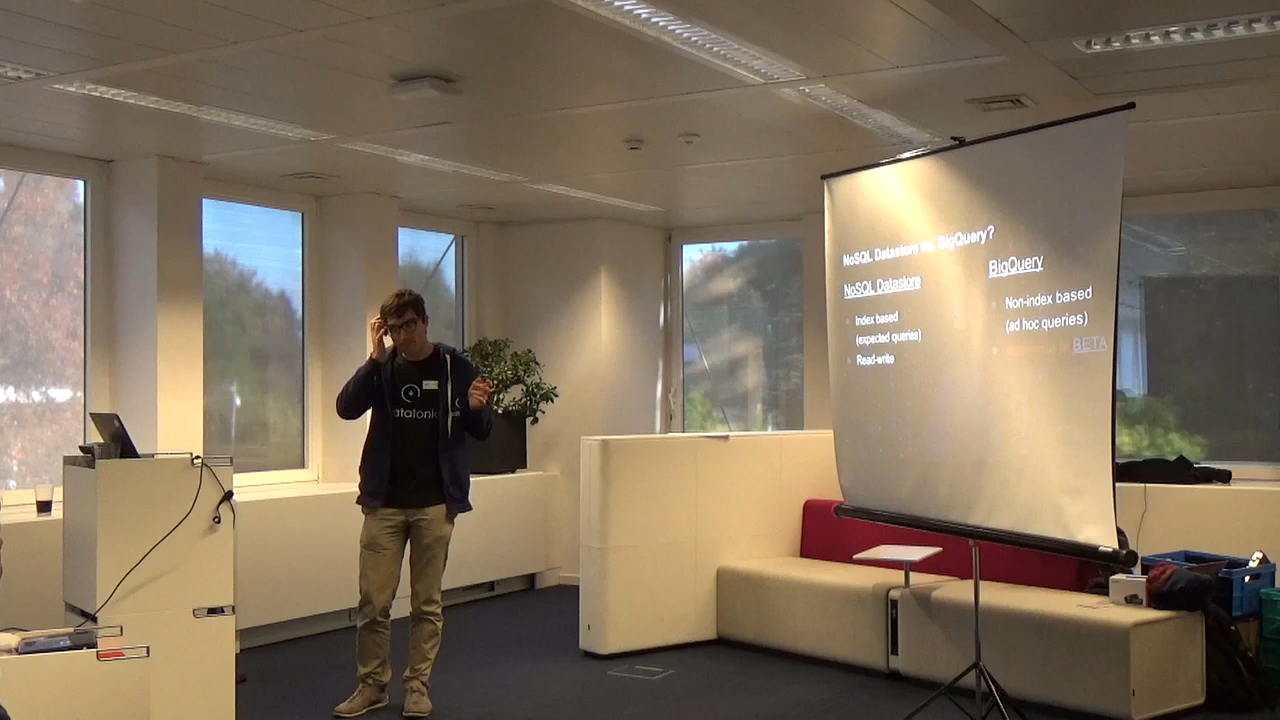 NoSQL Datastore vs. BigQuery?
NoSQL Datastore
Index based
(expected queries)
Read-write
BigQuery
Non-index based
(ad hoc queries)
BETA
atatonic